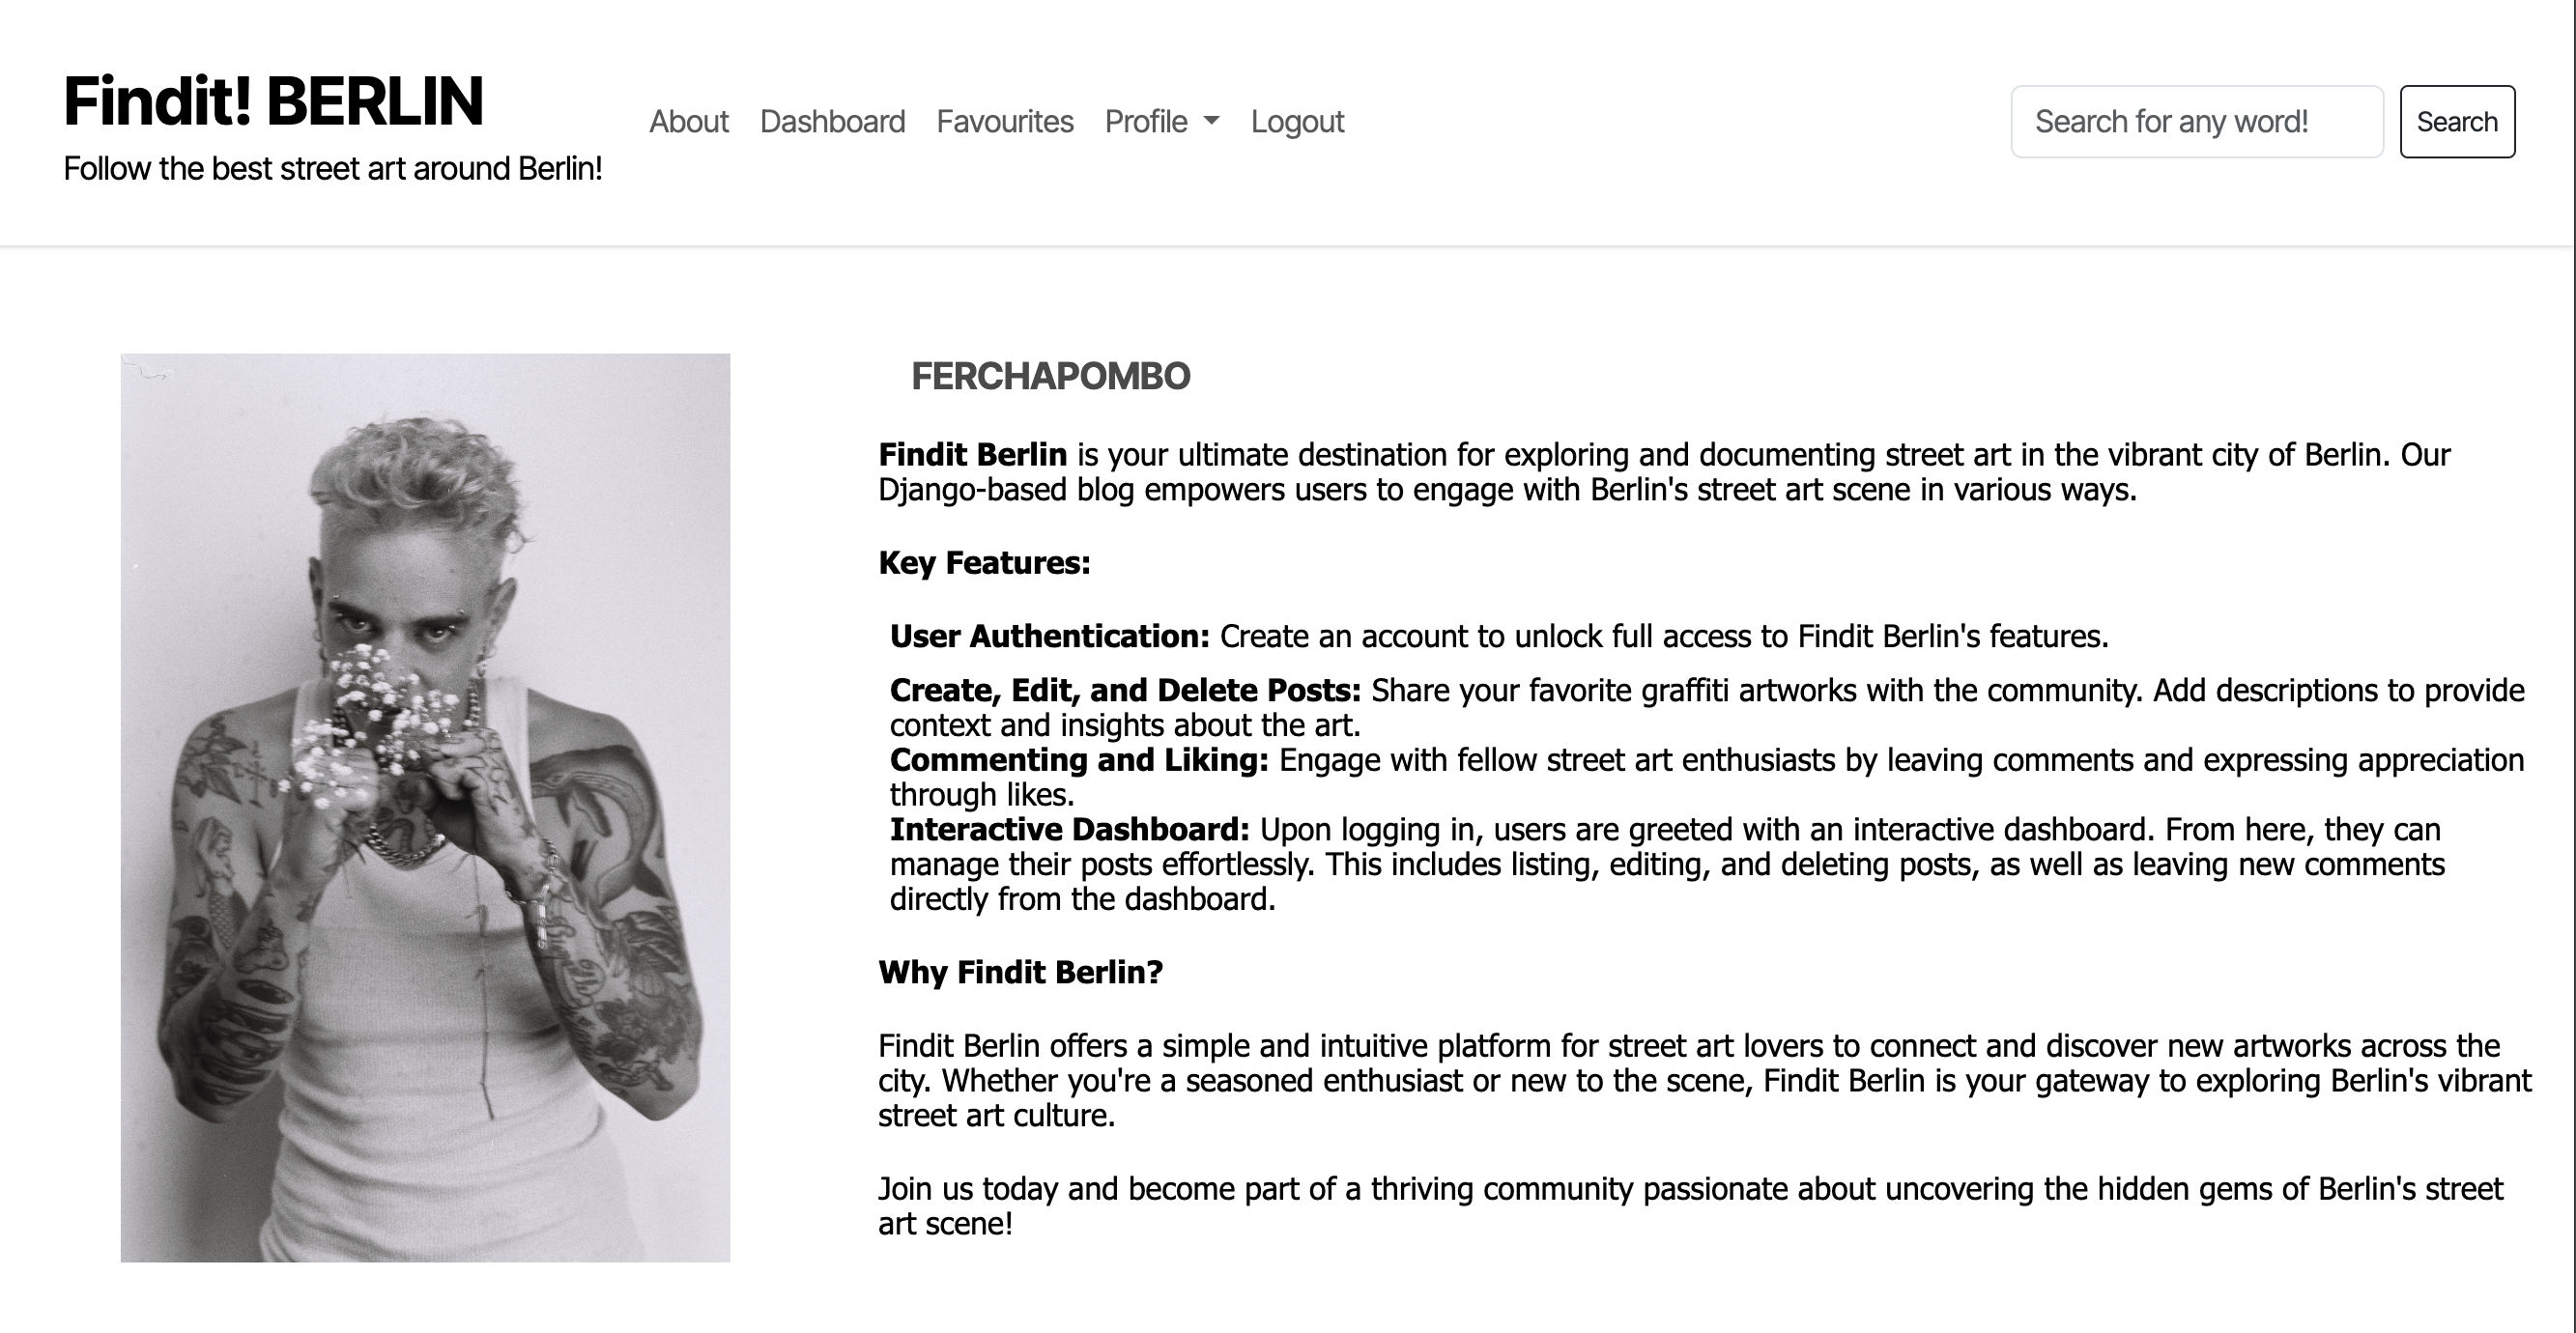 Findit! BERLIN
Follow the best street art around Berlin!
About Dashboard Favourites Profile Logout
Search for any word! Search
FERCHAPOMBO
Findit Berlin is your ultimate destination for exploring and documenting street art in the vibrant city of Berlin. Our
Django-based blog empowers users to engage with Berlin's street art scene in various ways.
Key Features:
User Authentication: Create an account to unlock full access to Findit Berlin's features.
Create, Edit, and Delete Posts: Share your favorite graffiti artworks with the community. Add descriptions to provide
context and insights about the art.
Commenting and Liking: Engage with fellow street art enthusiasts by leaving comments and expressing appreciation
through likes.
Interactive Dashboard: Upon logging in, users are greeted with an interactive dashboard. From here, they can
manage their posts effortlessly. This includes listing, editing, and deleting posts, as well as leaving new comments
directly from the dashboard.
Why Findit Berlin?
Findit Berlin offers a simple and intuitive platform for street art lovers to connect and discover new artworks across the
city. Whether you're a seasoned enthusiast or new to the scene, Findit Berlin is your gateway to exploring Berlin's vibrant
street art culture.
Join us today and become part of a thriving community passionate about uncovering the hidden gems of Berlin's street
art scene!